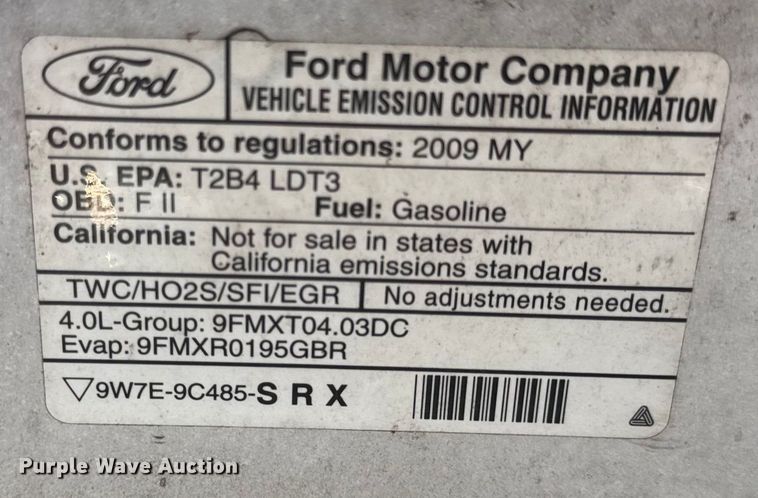 Ford
Ford Motor Company
VEHICLE EMISSION CONTROL INFORMATION
Conforms to regulations: 2009 MY
U.S. EPA: T2B4 LDT3
OBD: F II Fuel: Gasoline
California: Not for sale in states with
California emissions standards.
TWC/HO2S/SFI/EGR No adjustments needed.
4.0L-Group: 9FMXT04.03DC
Evap: 9FMXR0195GBR
▽9W7E-9C485-S R X
Purple Wave Auction